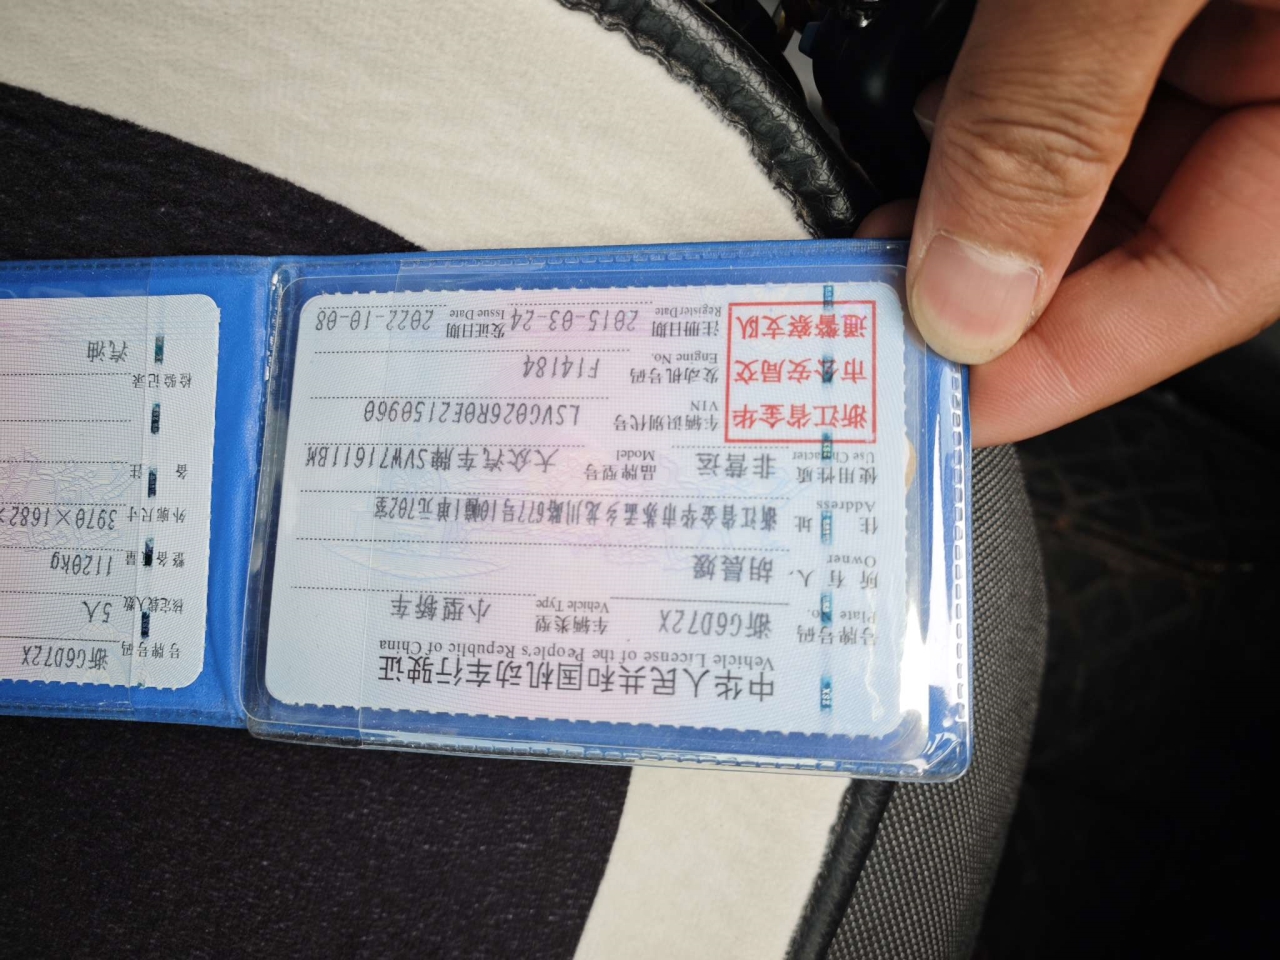 中华人民共和国机动车行驶证
Vehicle License of the People's Republic of China
号牌号码 浙G6D72X 车辆类型 小型轿车
Plate No. Vehicle Type
所有人 胡晨媛
Owner
住址 浙江省金华市茅孟乡龙川路677号10幢1单元702室
Address
使用性质 非营运 品牌型号 大众汽车牌SVW71611BM
Use Character Model
浙江省金华
市公安局交
通警察支队
车辆识别代号 LSVG026R0E2150960
VIN
发动机号码 F14184
Engine No.
注册日期 2015-03-24 发证日期 2022-10-08
Register Date Issue Date
号牌号码 浙G6D72X
核定载人数 5人
整备质量 1120kg
外廓尺寸 3970×1682×
备注
检验记录
汽油